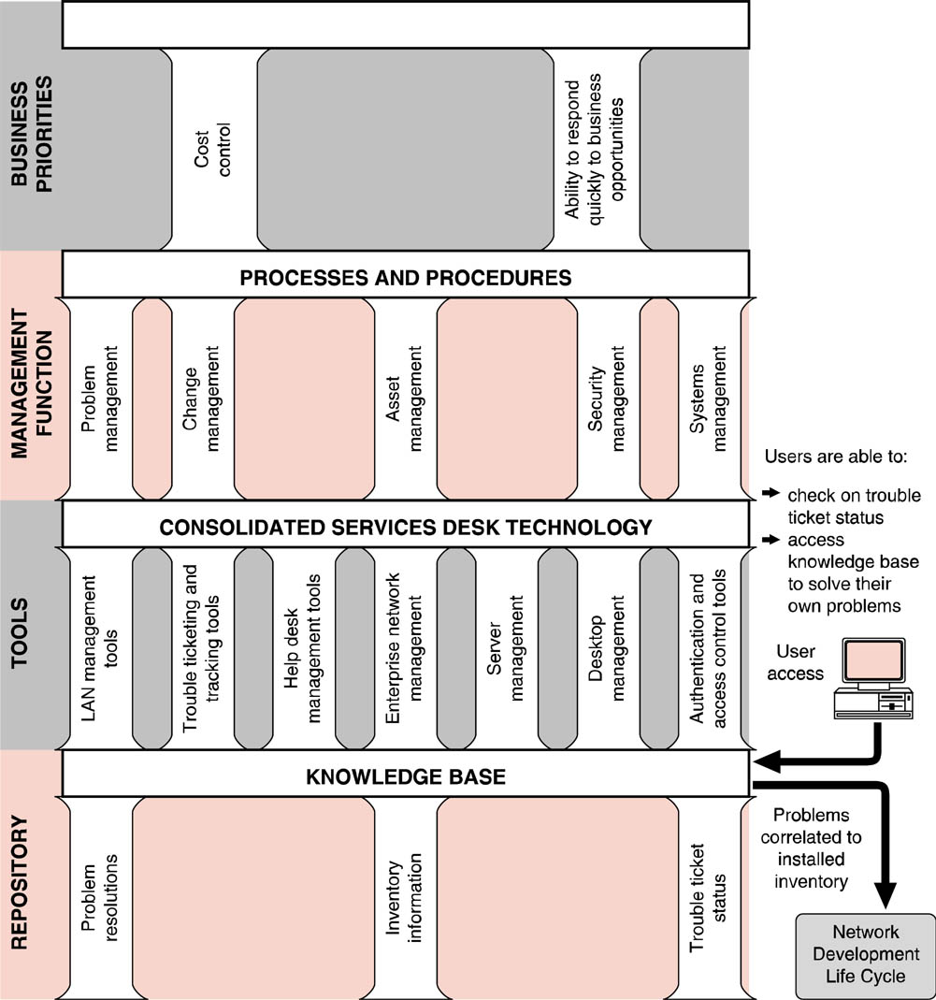 BUSINESS
PRIORITIES
Cost
control
Ability to respond
quickly to business
opportunities
PROCESSES AND PROCEDURES
MANAGEMENT
FUNCTION
Problem
management
Change
management
Asset
management
Security
management
Systems
management
CONSOLIDATED SERVICES DESK TECHNOLOGY
TOOLS
LAN management
tools
Trouble ticketing and
tracking tools
Help desk
management tools
Enterprise network
management
Server
management
Desktop
management
Authentication and
access control tools
Users are able to:
check on trouble
ticket status
access
knowledge base
to solve their
own problems
User
access
KNOWLEDGE BASE
REPOSITORY
Problem
resolutions
Inventory
information
Trouble ticket
status
Problems
correlated to
installed
inventory
Network
Development
Life Cycle